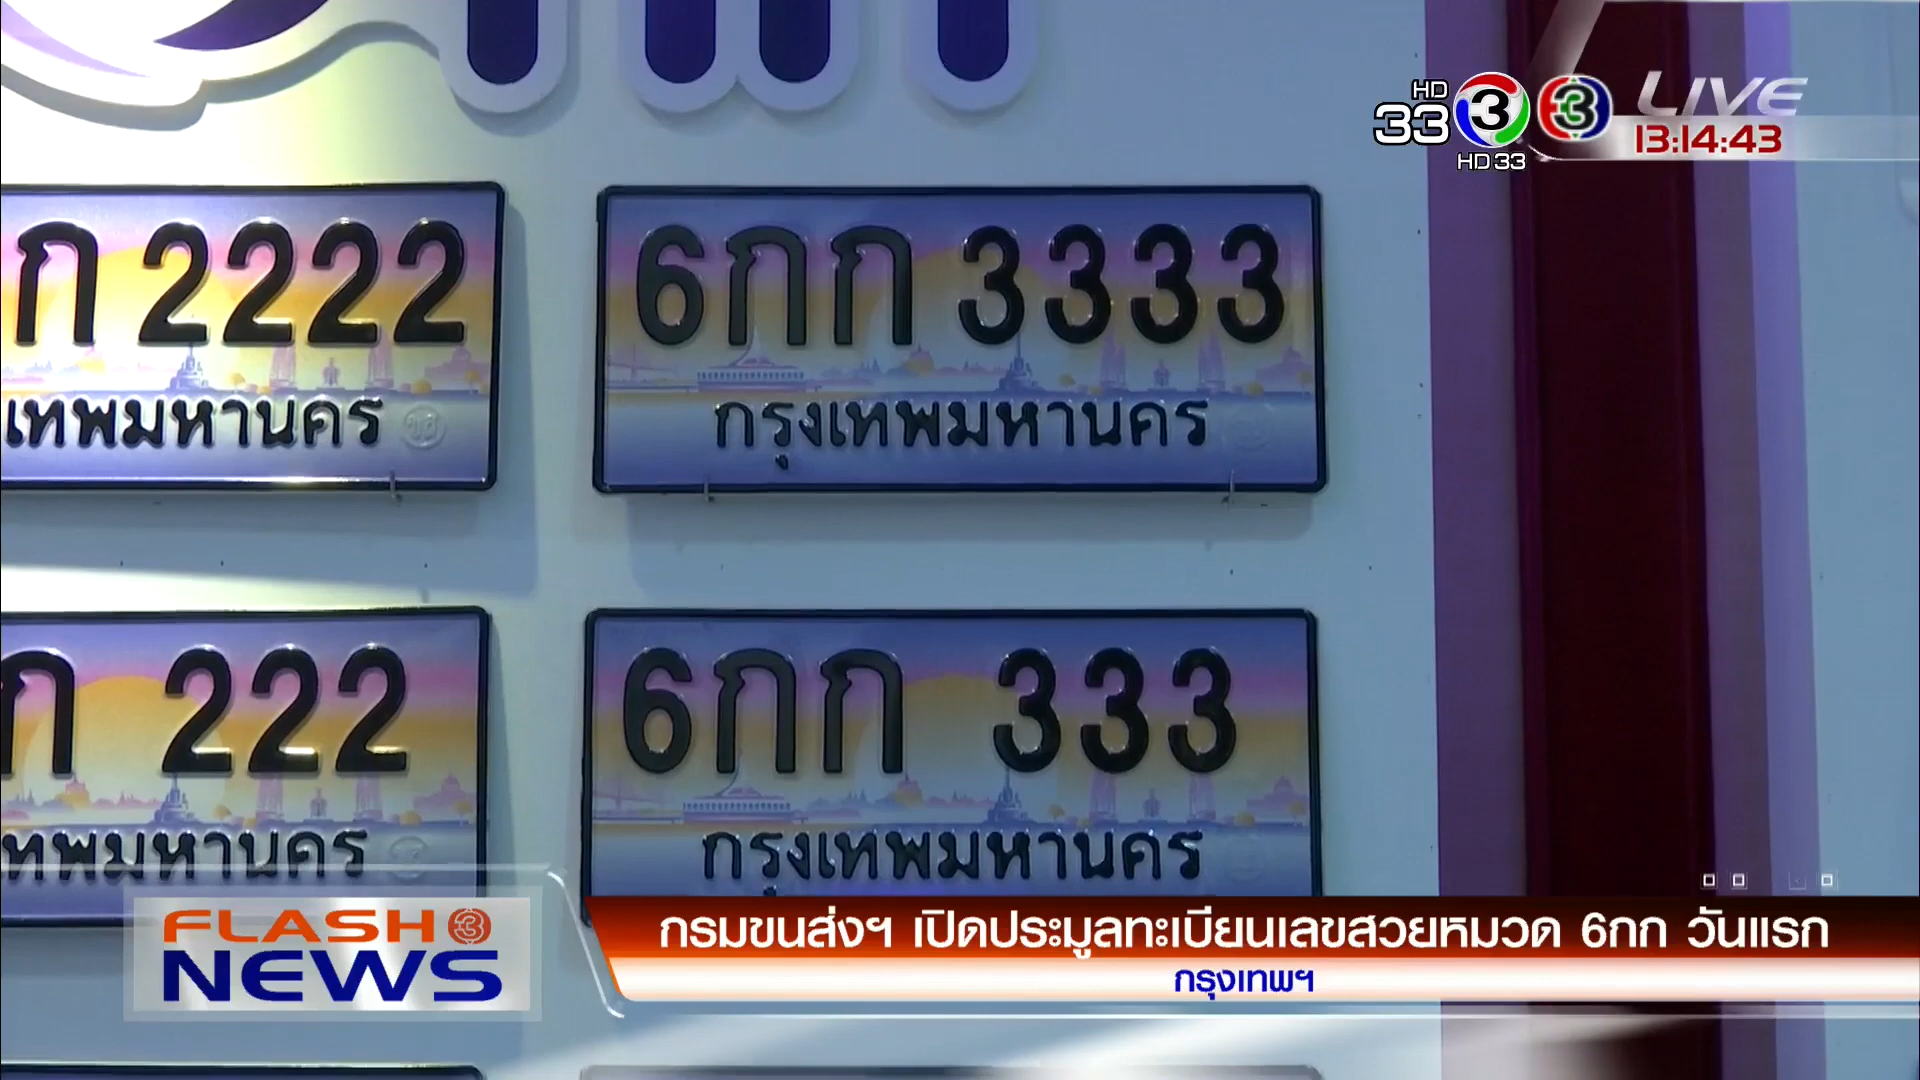 HD
33
3
HD 33
3
LIVE
13:14:43
ก 2222
เทพมหานคร
6กก 3333
กรุงเทพมหานคร
ก 222
ทพมหานคร
6กก 333
กรุงเทพมหานคร
FLASH 3
NEWS
กรมขนส่งฯ เปิดประมูลทะเบียนเลขสวยหมวด 6กก วันแรก
กรุงเทพฯ